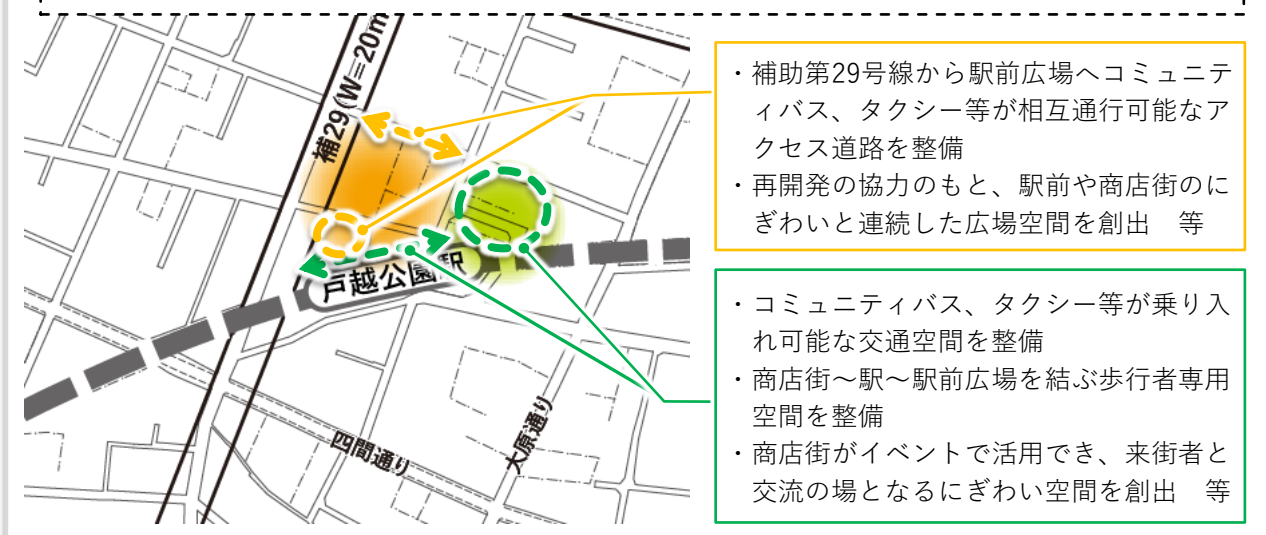 補29(W=20m
戸越公園駅
四間通り
大原通り
・補助第29号線から駅前広場へコミュニテ
ィバス、タクシー等が相互通行可能なア
クセス道路を整備
・再開発の協力のもと、駅前や商店街のに
ぎわいと連続した広場空間を創出　等
・コミュニティバス、タクシー等が乗り入
れ可能な交通空間を整備
・商店街～駅～駅前広場を結ぶ歩行者専用
空間を整備
・商店街がイベントで活用でき、来街者と
交流の場となるにぎわい空間を創出　等